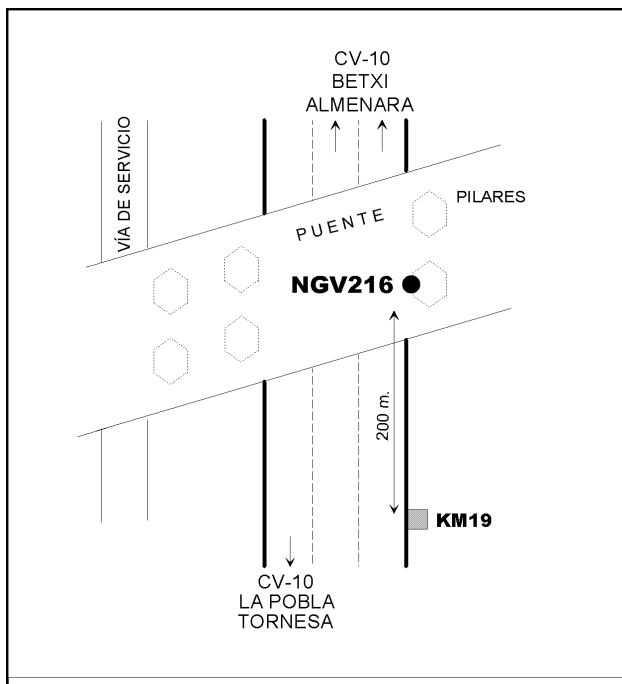 CV-10
BETXI
ALMENARA
VÍA DE SERVICIO
PILARES
PUENTE
NGV216
200 m.
KM19
CV-10
LA POBLA
TORNESA